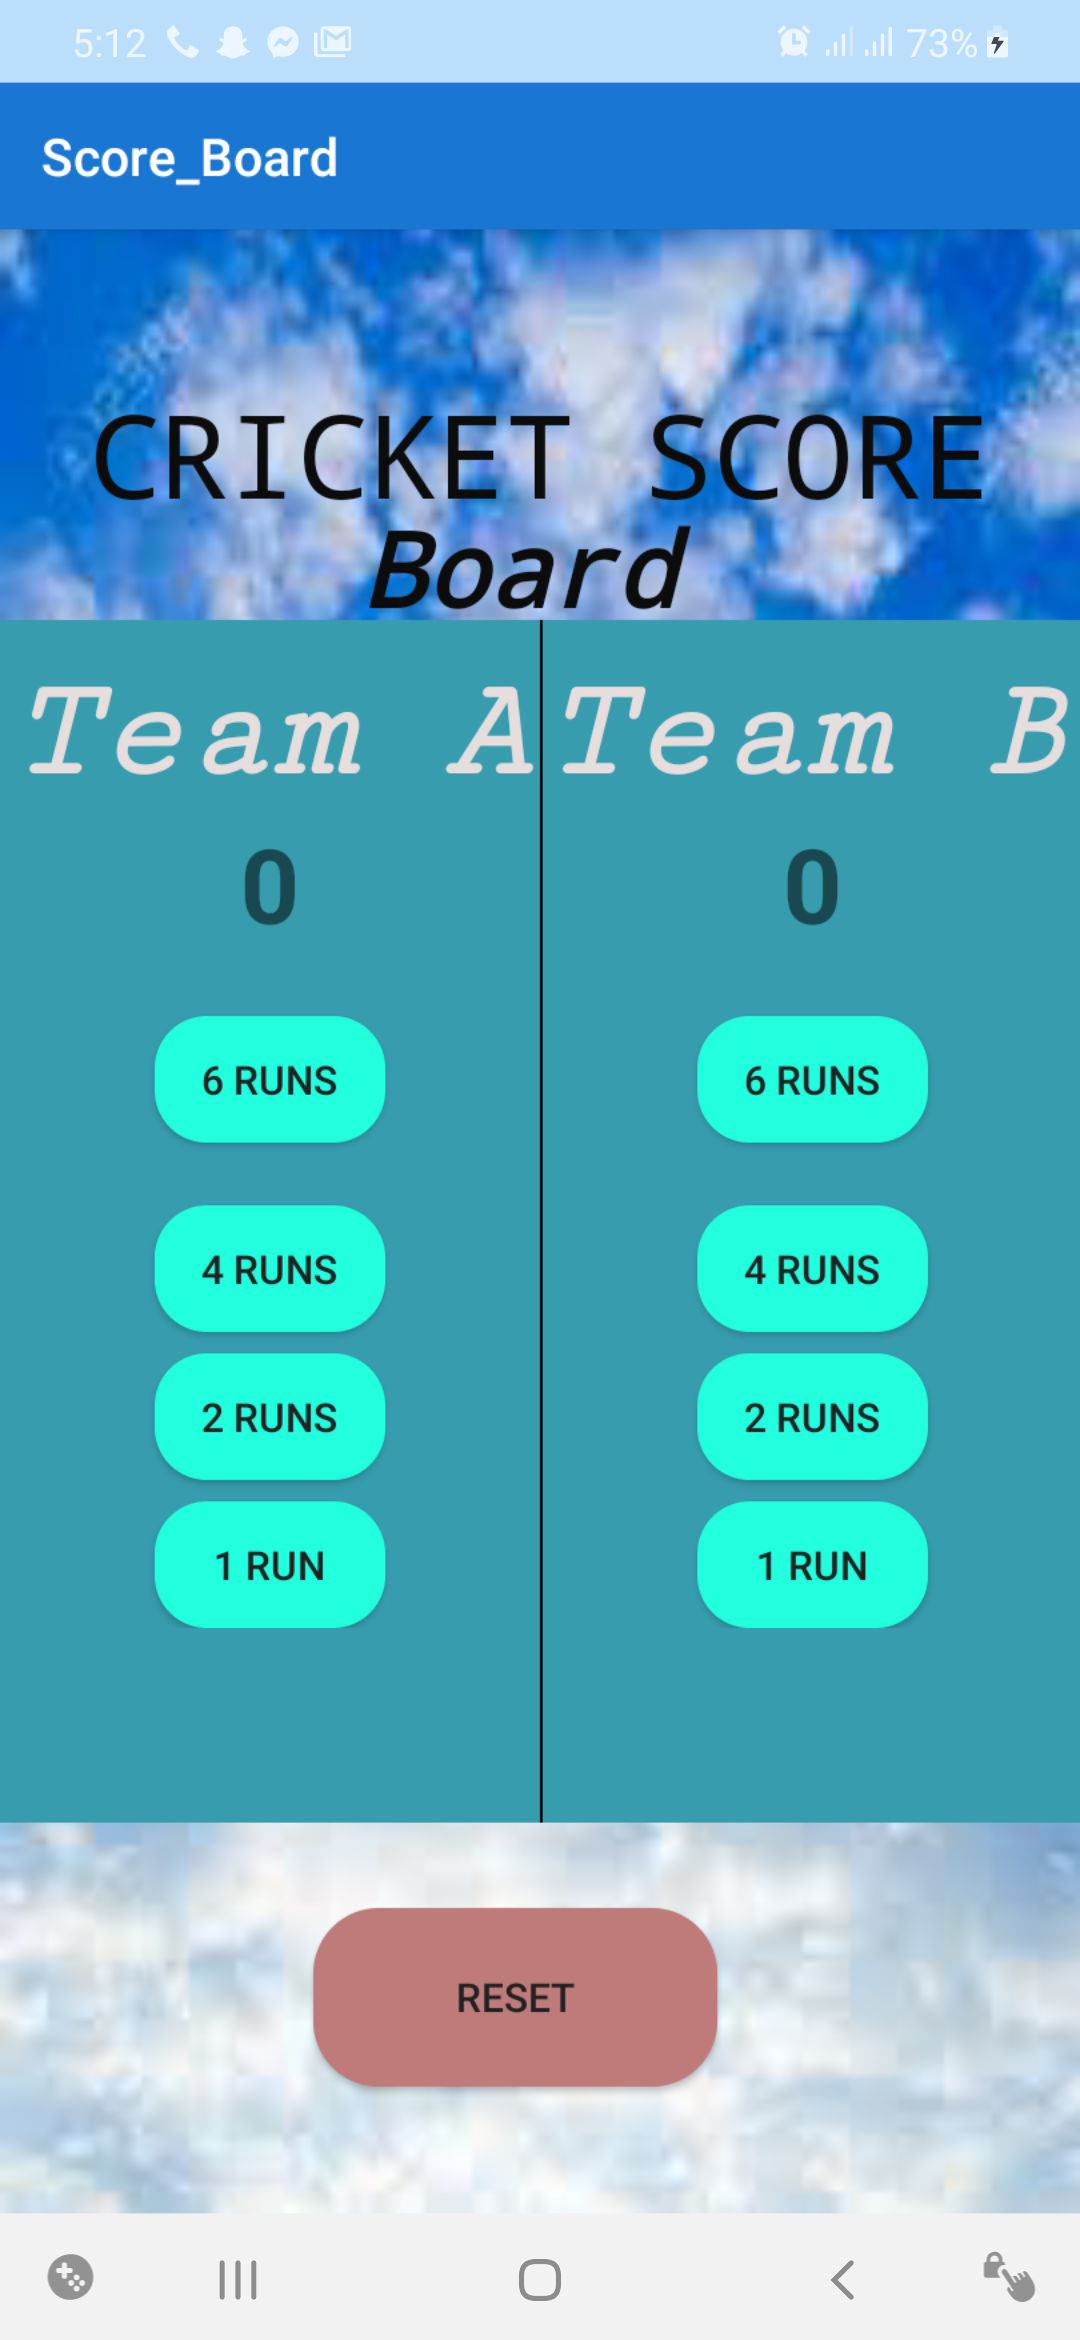 5:12 73%
Score_Board
CRICKET SCORE
Board
Team A Team B
0 0
6 RUNS 6 RUNS
4 RUNS 4 RUNS
2 RUNS 2 RUNS
1 RUN 1 RUN
RESET